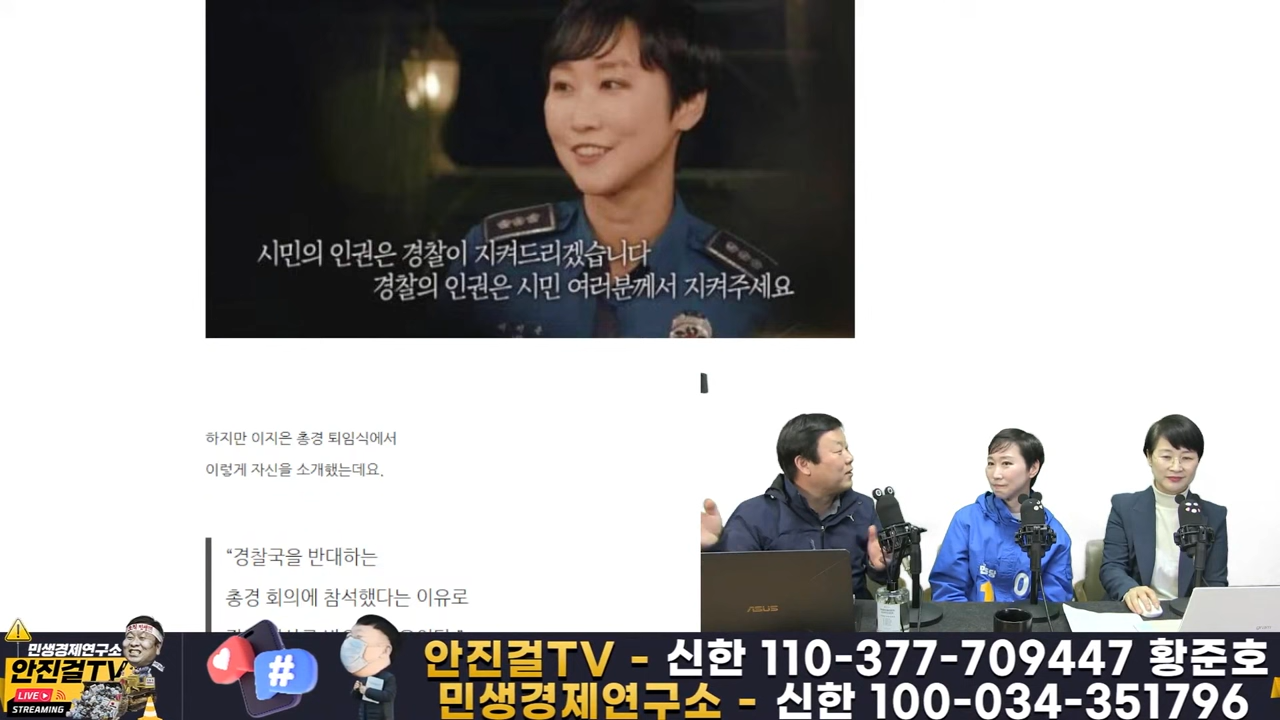 시민의 인권은 경찰이 지켜드리겠습니다
경찰의 인권은 시민 여러분께서 지켜주세요
하지만 이지은 총경 퇴임식에서
이렇게 자신을 소개했는데요.
“경찰국을 반대하는
총경 회의에 참석했다는 이유로
ASUS
민생경제연구소
안진걸TV
LIVE
STREAMING
#
안진걸TV - 신한 110-377-709447 황준호
민생경제연구소 - 신한 100-034-351796